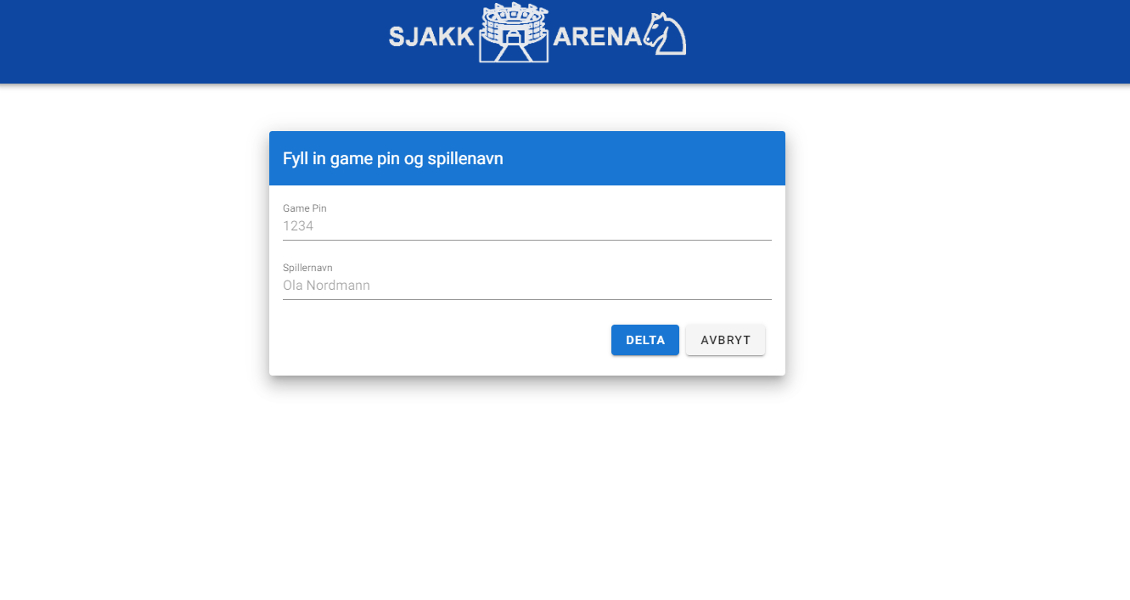 SJAKK ARENA
Fyll in game pin og spillenavn
Game Pin
1234
Spillernavn
Ola Nordmann
DELTA AVBRYT